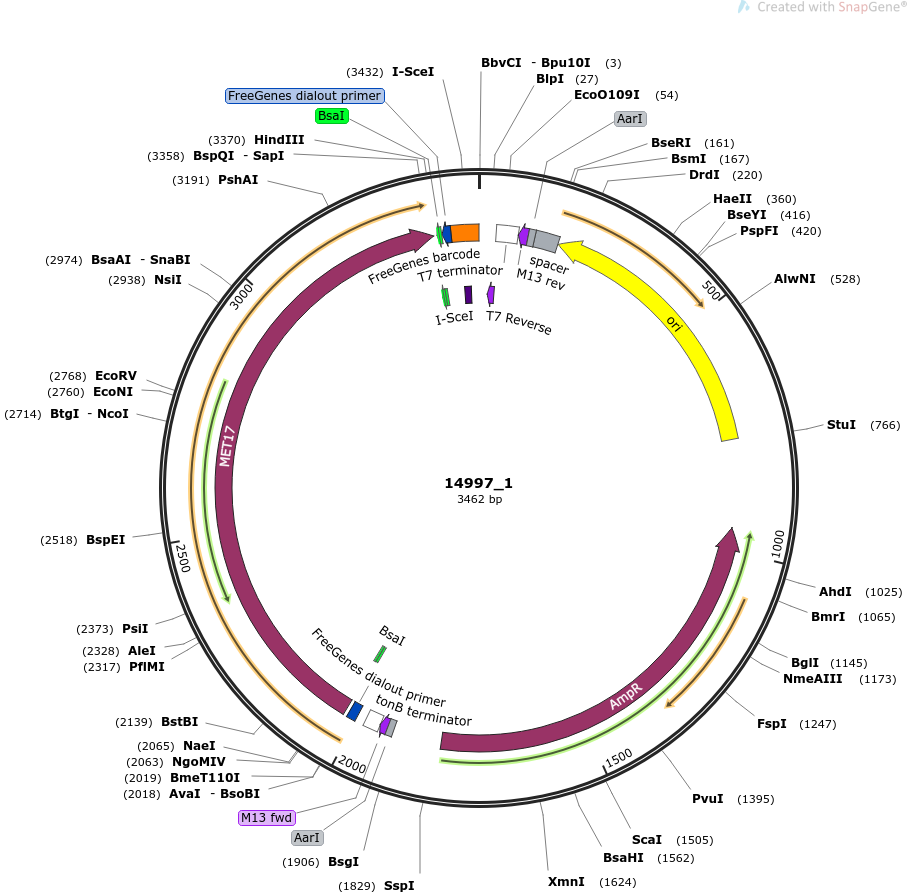 Created with SnapGene®
(3432) I-SceI
BbvCI - Bpu10I (3)
BlpI (27)
EcoO109I (54)
FreeGenes dialout primer
BsaI
AarI
(3370) HindIII
(3358) BspQI - SapI
(3191) PshAI
BseRI (161)
BsmI (167)
DrdI (220)
HaeII (360)
BseYI (416)
PspFI (420)
(2974) BsaAI - SnaBI
(2938) NsiI
AlwNI (528)
FreeGenes barcode
T7 terminator
I-SceI
T7 Reverse
M13 rev
spacer
ori
500
3000
(2768) EcoRV
(2760) EcoNI
(2714) BtgI - NcoI
MET17
StuI (766)
14997_1
3462 bp
(2518) BspEI
2500
1000
AhdI (1025)
BmrI (1065)
(2373) PsiI
(2328) AleI
(2317) PflMI
BsaI
FreeGenes dialout primer
tonB terminator
AmpR
BglI (1145)
NmeAIII (1173)
FspI (1247)
(2139) BstBI
(2065) NaeI
(2063) NgoMIV
(2019) BmeT110I
(2018) AvaI - BsoBI
2000
1500
PvuI (1395)
M13 fwd
AarI
(1906) BsgI
(1829) SspI
ScaI (1505)
BsaHI (1562)
XmnI (1624)